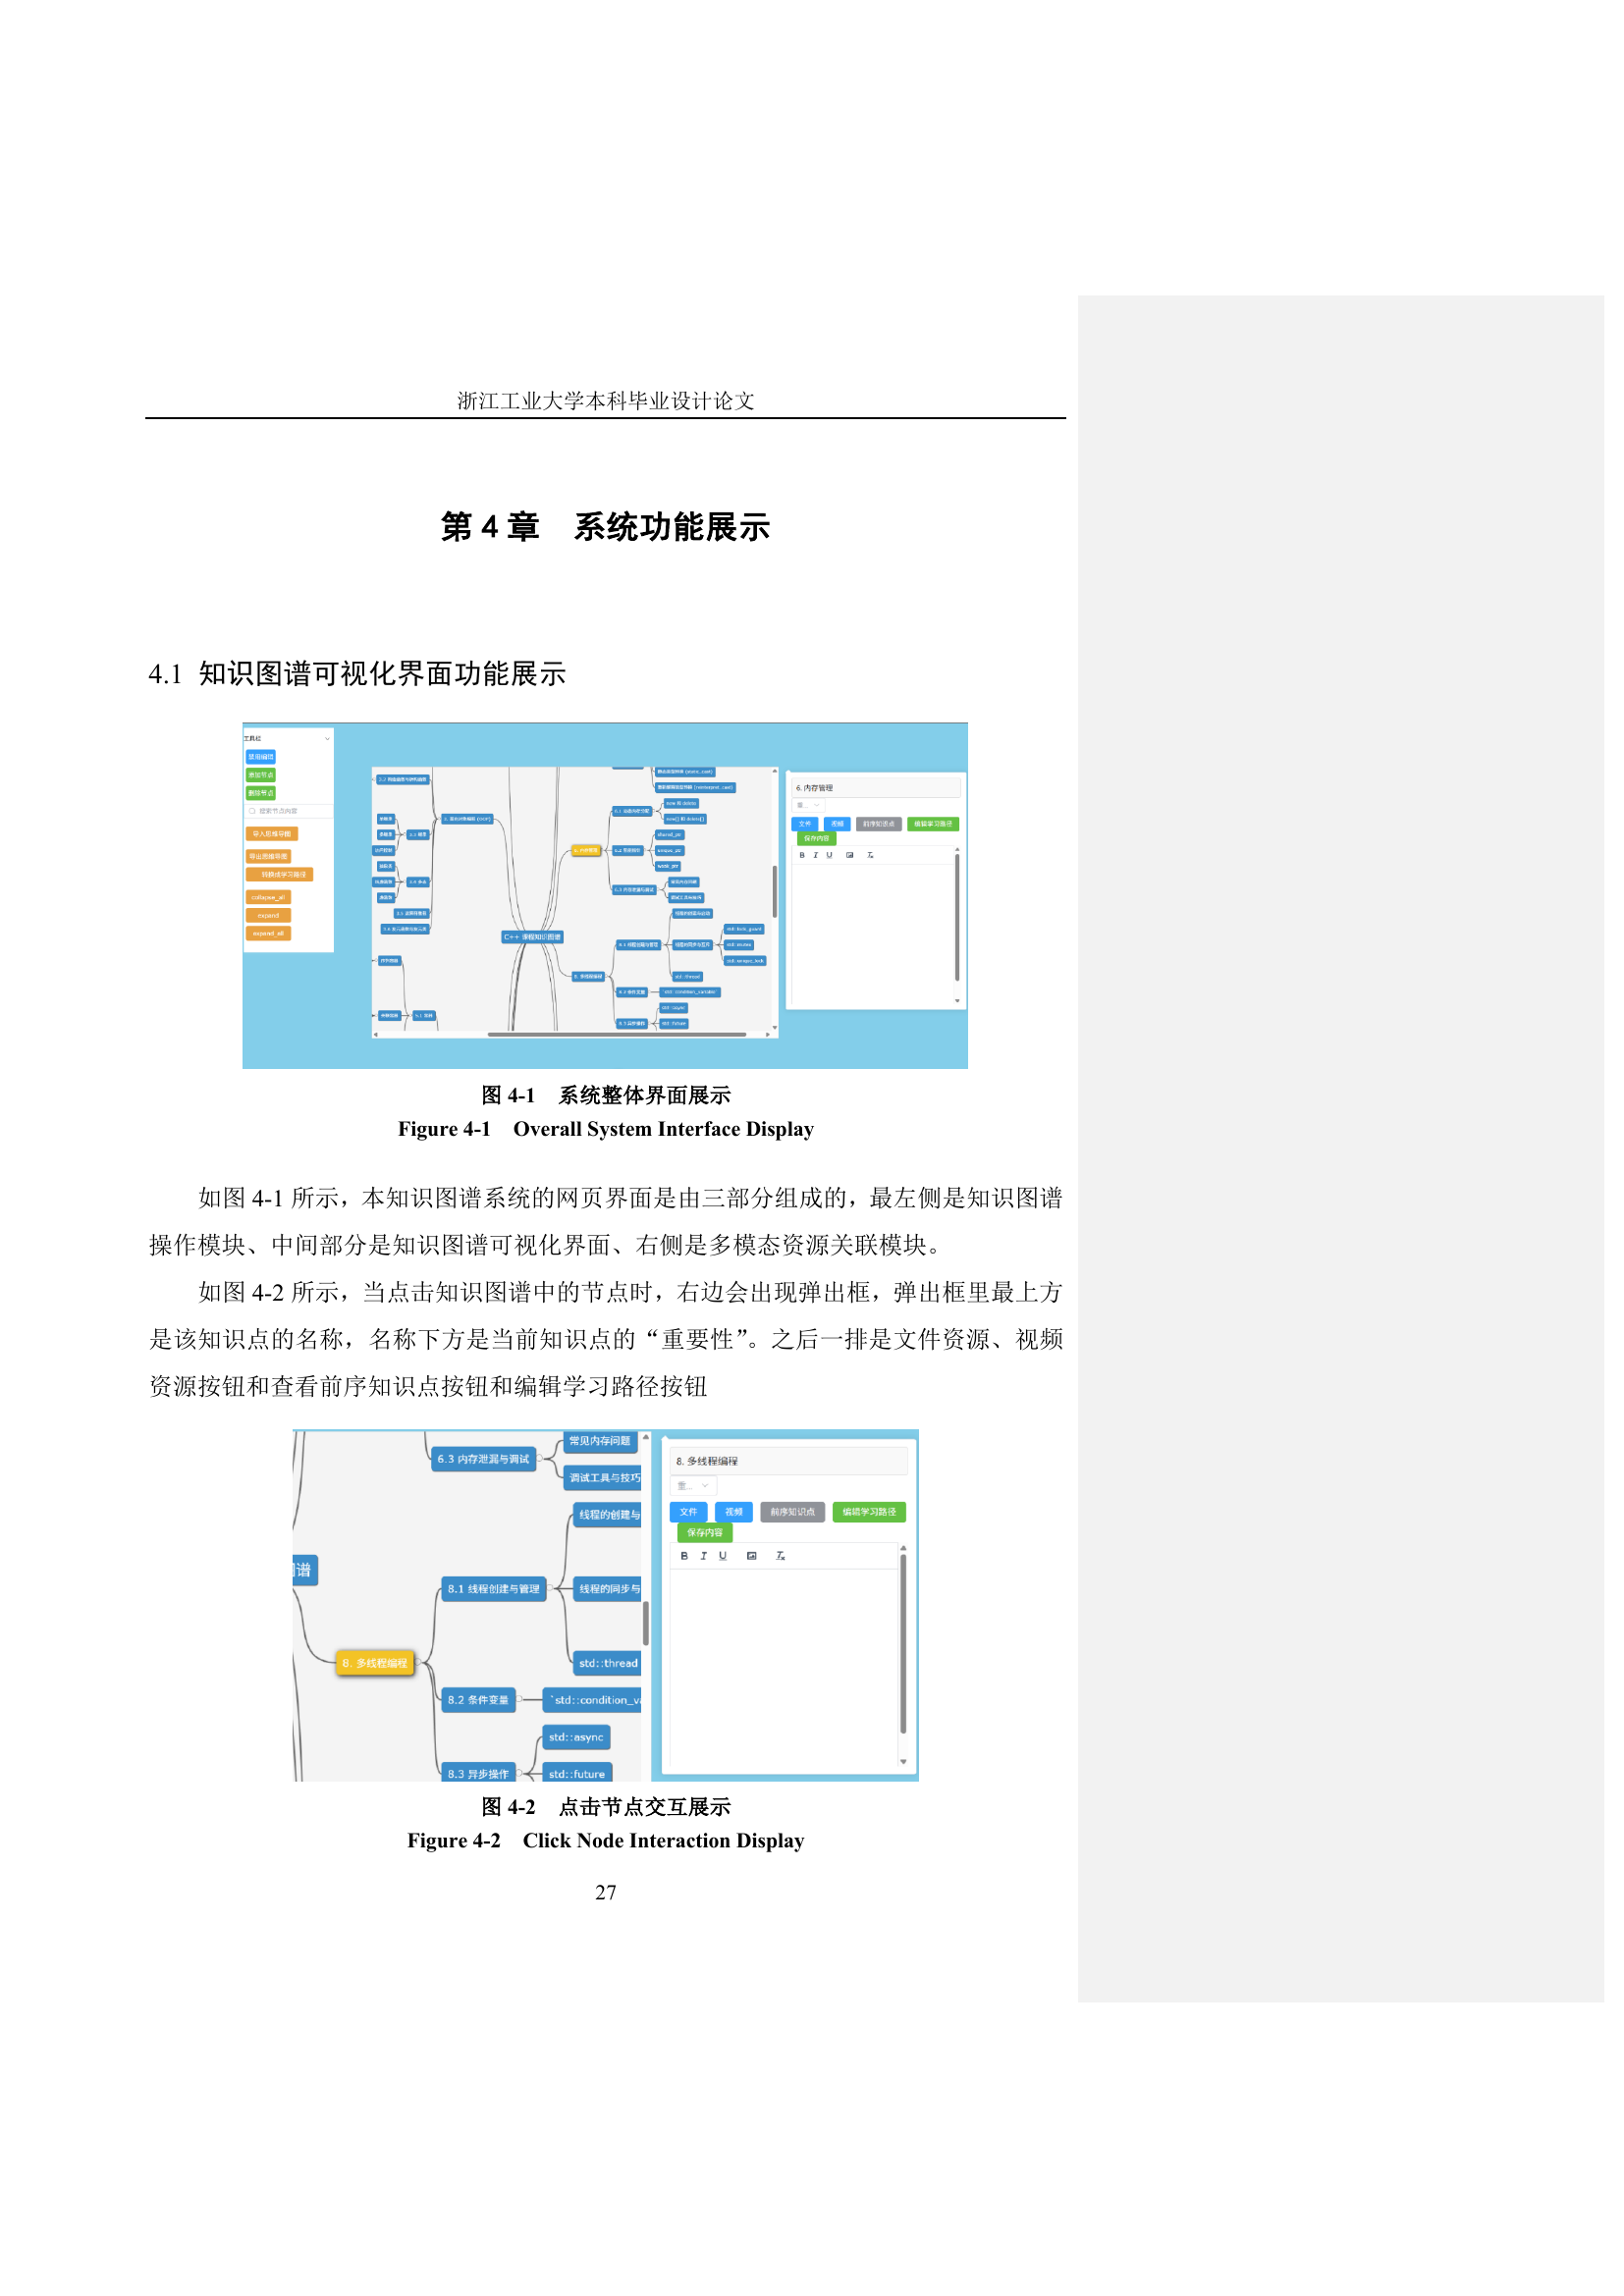 浙江工业大学本科毕业设计论文
第 4 章　系统功能展示
4.1 知识图谱可视化界面功能展示
工具栏
禁用编辑
添加节点
删除节点
搜索节点内容
导入思维导图
导出思维导图
转换成学习路径
collapse_all
expand
expand_all
C++ 课程知识图谱
6. 内存管理
shared_ptr
unique_ptr
weak_ptr
std::thread
6. 内存管理
重...
文件 视频 前序知识点 编辑学习路径
保存内容
B I U
图 4-1　系统整体界面展示
Figure 4-1　Overall System Interface Display
如图 4-1 所示，本知识图谱系统的网页界面是由三部分组成的，最左侧是知识图谱
操作模块、中间部分是知识图谱可视化界面、右侧是多模态资源关联模块。
如图 4-2 所示，当点击知识图谱中的节点时，右边会出现弹出框，弹出框里最上方
是该知识点的名称，名称下方是当前知识点的“重要性”。之后一排是文件资源、视频
资源按钮和查看前序知识点按钮和编辑学习路径按钮
常见内存问题
6.3 内存泄漏与调试
调试工具与技巧
线程的创建与
谱
8.1 线程创建与管理
线程的同步与
8. 多线程编程
std::thread
8.2 条件变量
`std::condition_va
std::async
8.3 异步操作
std::future
8. 多线程编程
重...
文件 视频 前序知识点 编辑学习路径
保存内容
B I U
图 4-2　点击节点交互展示
Figure 4-2　Click Node Interaction Display
27